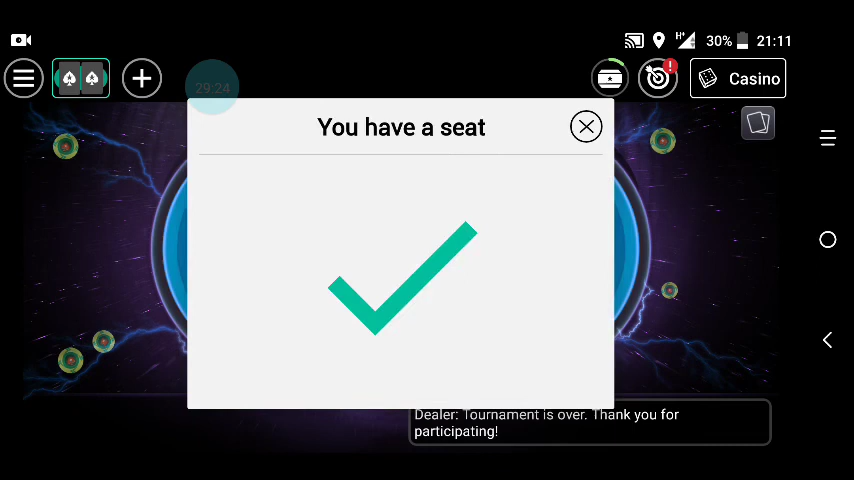 H+ 30% 21:11
29:24
! Casino
You have a seat
Dealer: Tournament is over. Thank you for
participating!